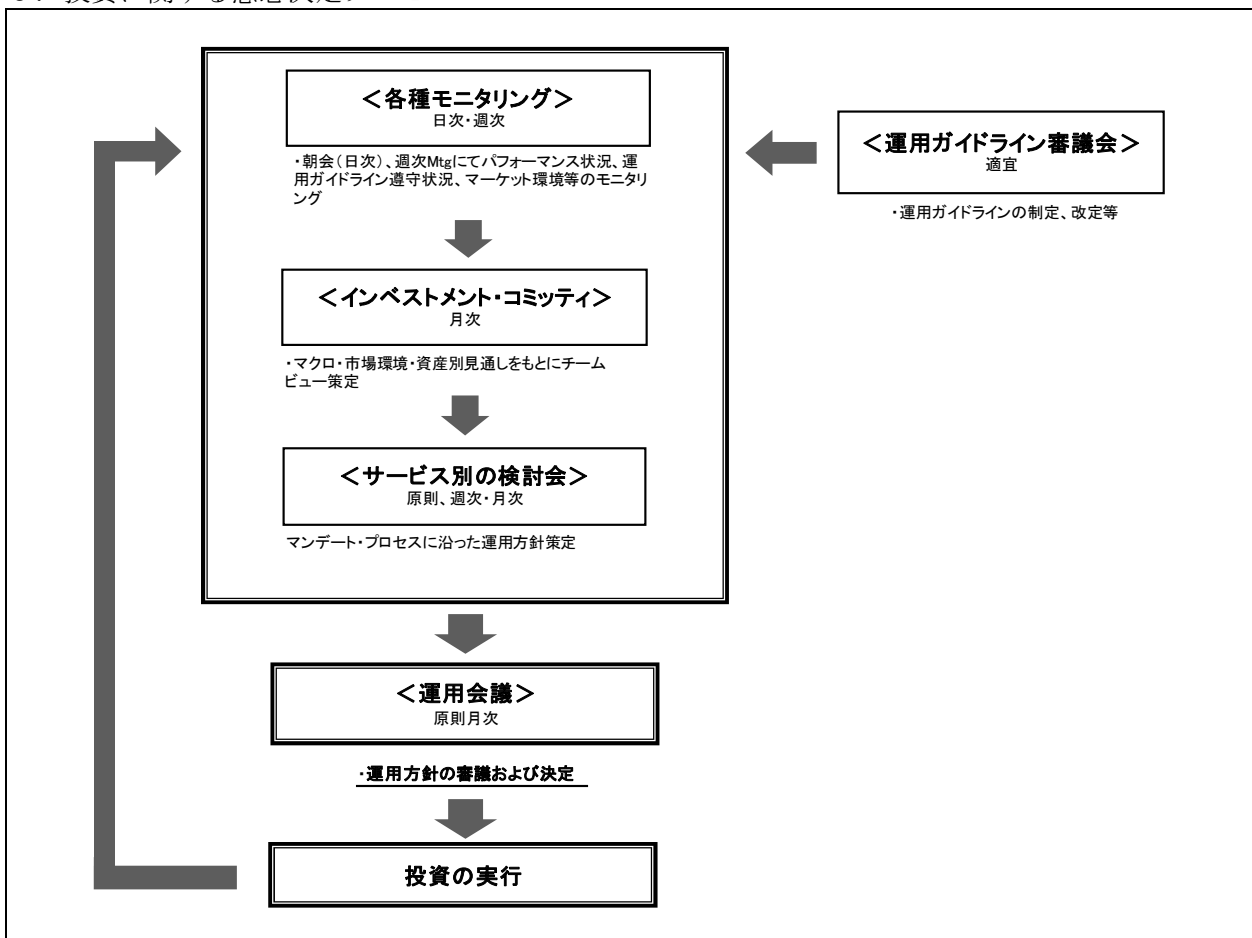 ＜各種モニタリング＞
日次・週次
・朝会（日次）、週次Mtgにてパフォーマンス状況、運
用ガイドライン遵守状況、マーケット環境等のモニタリ
ング
＜運用ガイドライン審議会＞
適宜
・運用ガイドラインの制定、改定等
＜インベストメント・コミッティ＞
月次
・マクロ・市場環境・資産別見通しをもとにチーム
ビュー策定
＜サービス別の検討会＞
原則、週次・月次
マンデート・プロセスに沿った運用方針策定
＜運用会議＞
原則月次
・運用方針の審議および決定
投資の実行